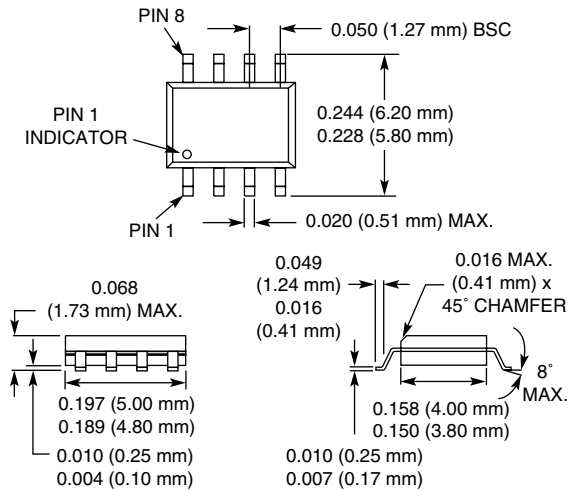 PIN 8
0.050 (1.27 mm) BSC
0.244 (6.20 mm)
0.228 (5.80 mm)
PIN 1
INDICATOR
PIN 1
0.020 (0.51 mm) MAX.
0.068
(1.73 mm) MAX.
0.197 (5.00 mm)
0.189 (4.80 mm)
0.010 (0.25 mm)
0.004 (0.10 mm)
0.049
(1.24 mm)
0.016
(0.41 mm)
0.016 MAX.
(0.41 mm) x
45° CHAMFER
8°
MAX.
0.158 (4.00 mm)
0.150 (3.80 mm)
0.010 (0.25 mm)
0.007 (0.17 mm)